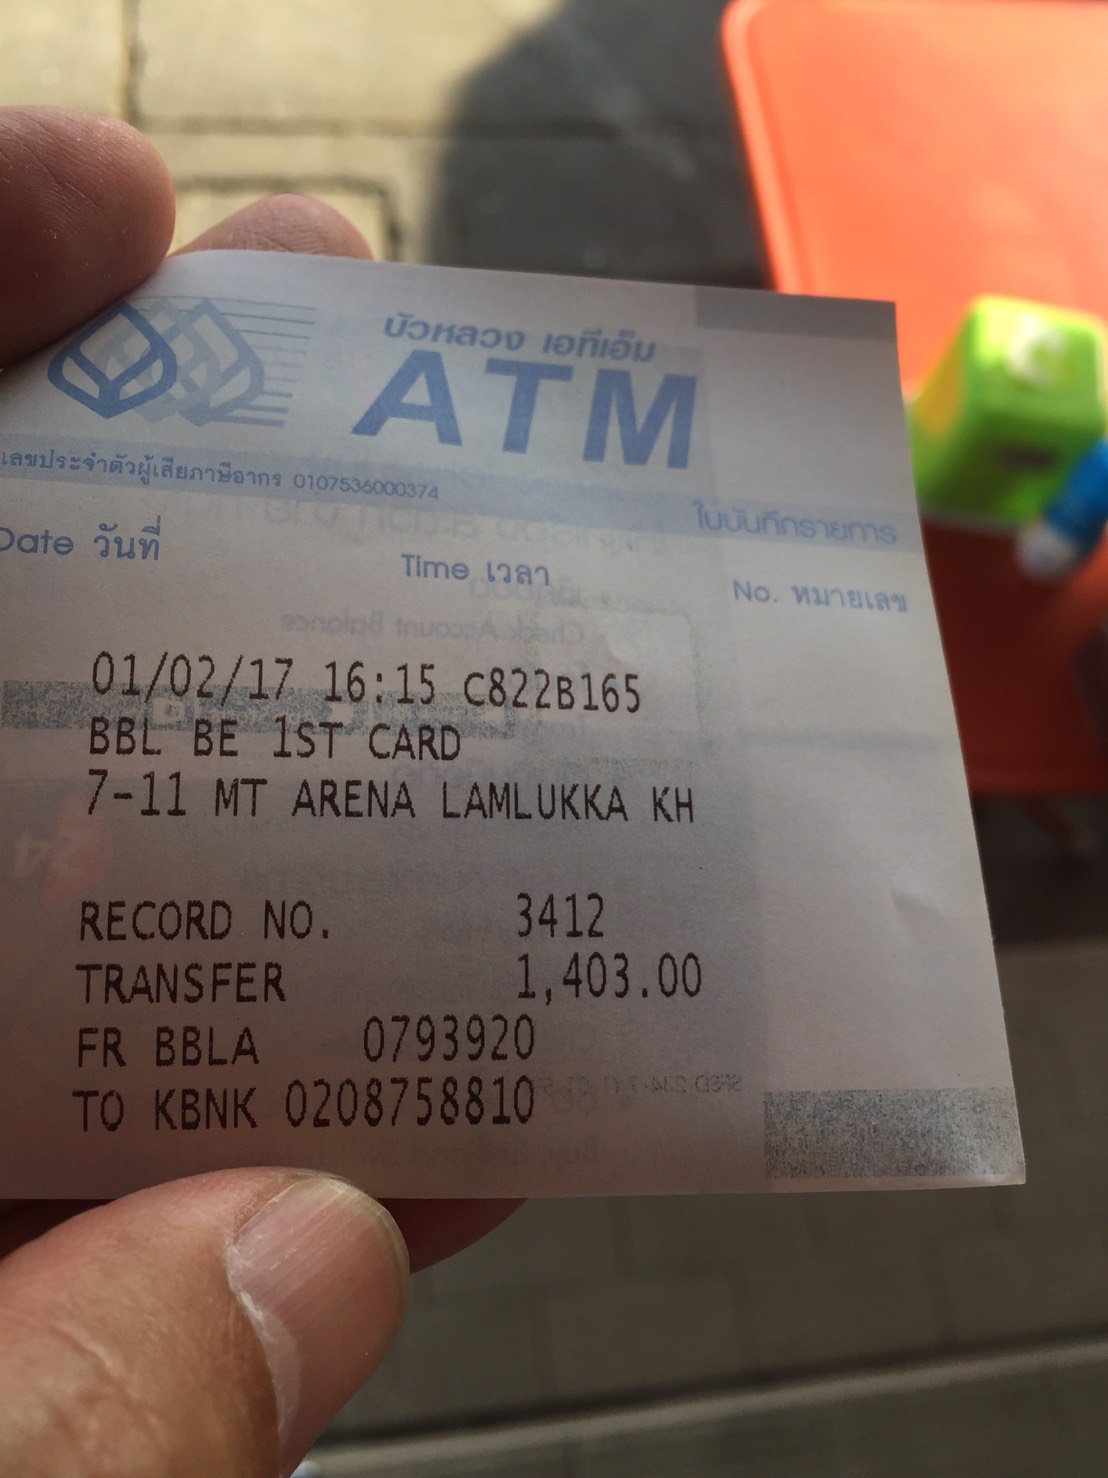 บัวหลวง เอทีเอ็ม
ATM
เลขประจำตัวผู้เสียภาษีอากร 0107536000374
ใบบันทึกรายการ
Date วันที่ Time เวลา No. หมายเลข
01/02/17 16:15 C822B165
BBL BE 1ST CARD
7-11 MT ARENA LAMLUKKA KH
RECORD NO. 3412
TRANSFER 1,403.00
FR BBLA 0793920
TO KBNK 0208758810
Check Account Balance